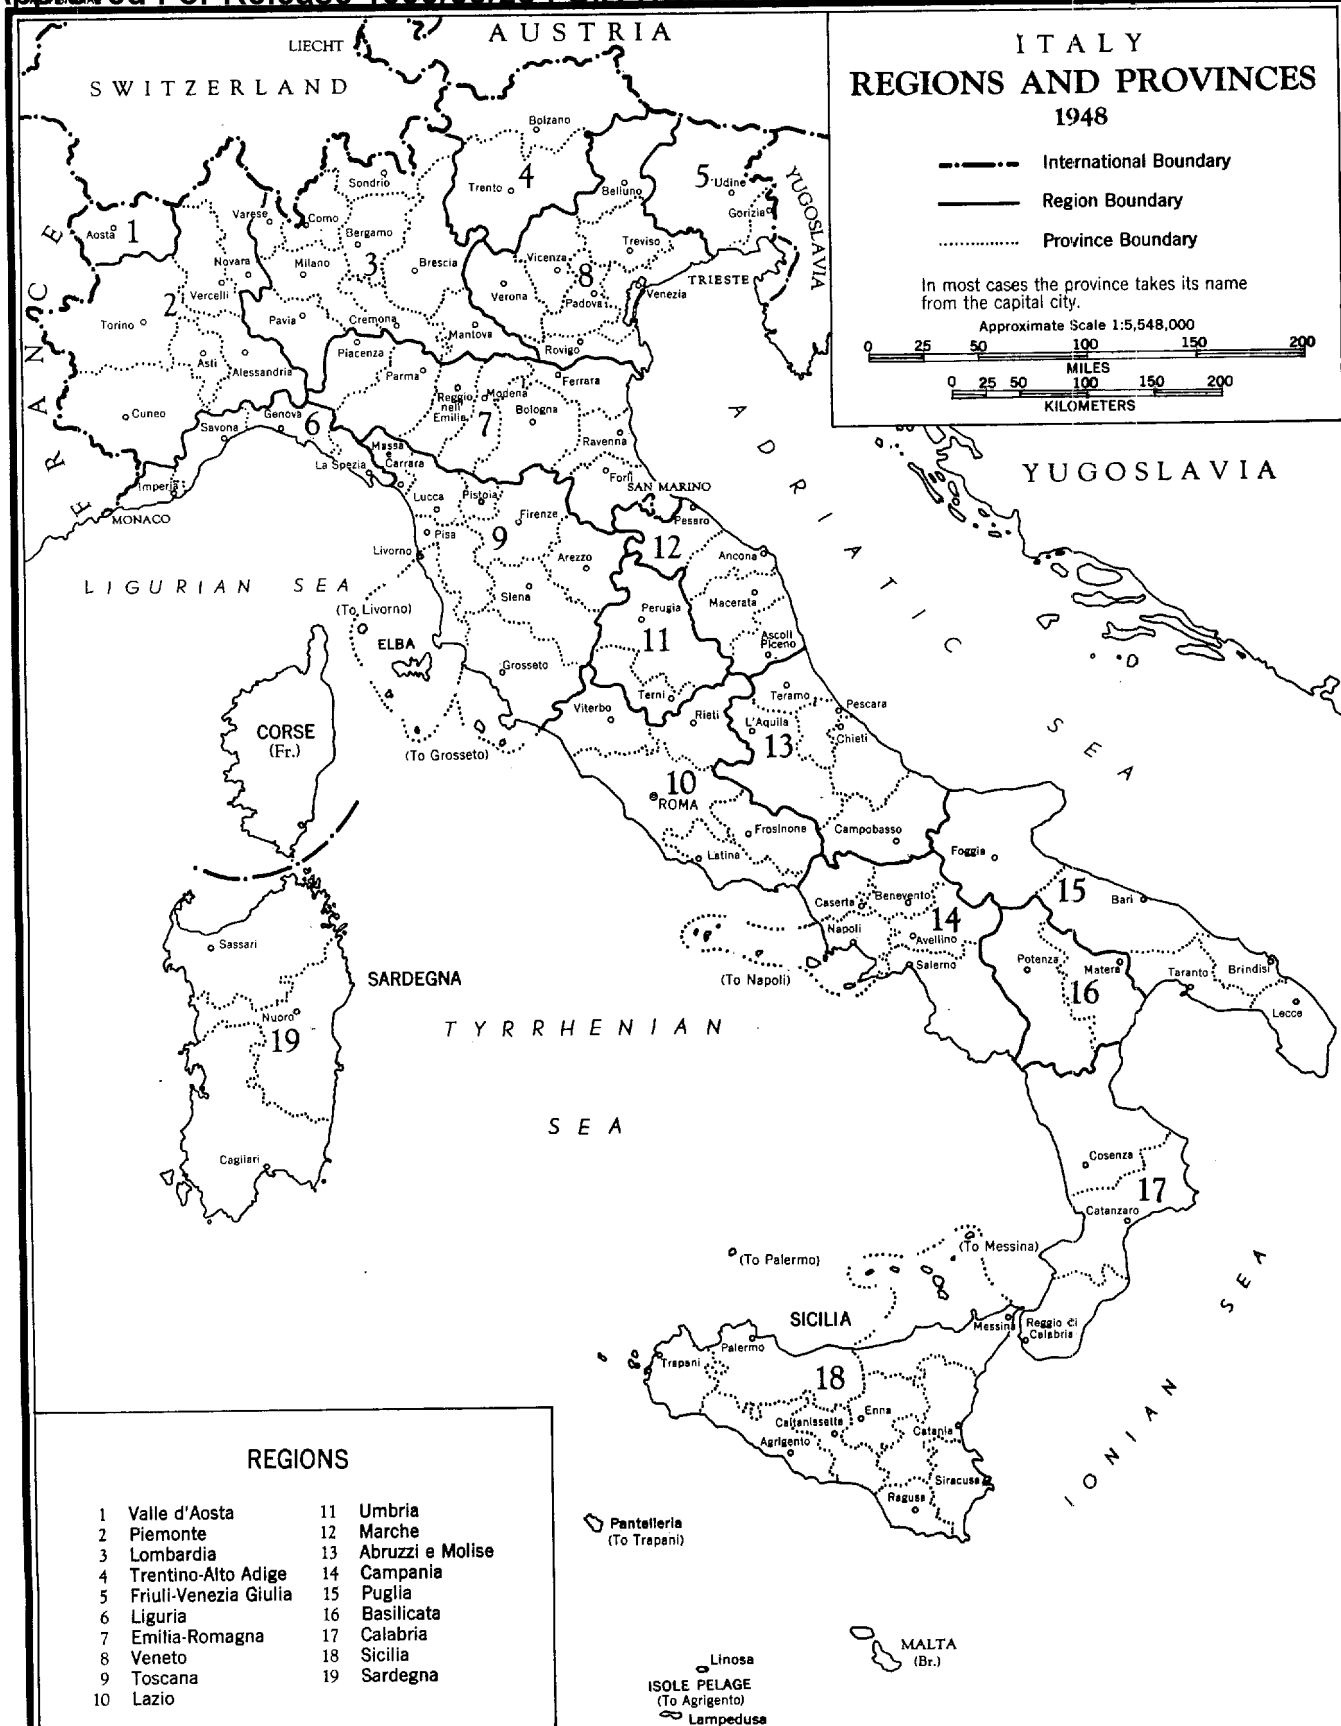 Approved For Release
LIECHT
AUSTRIA
SWITZERLAND
FRANCE
ITALY
REGIONS AND PROVINCES
1948
International Boundary
Region Boundary
Province Boundary
In most cases the province takes its name
from the capital city.
Approximate Scale 1:5,548,000
0 25 50 100 150 200
MILES
0 25 50 100 150 200
KILOMETERS
Bolzano
4
Trento
Sondrio
Belluno
5
Udine
Gorizia
YUGOSLAVIA
Aosta
1
Varese
Como
Bergamo
Novara
Milano
3
Brescia
Vicenza
Treviso
8
Verona
Padova
Venezia
TRIESTE
Vercelli
2
Torino
Pavia
Cremona
Mantova
Rovigo
Piacenza
Asti
Alessandria
Parma
Ferrara
Reggio
nell'
Emilia
Modena
Bologna
7
Cuneo
Savona
Genova
6
Ravenna
Massa
e
Carrara
La Spezia
Forlì
SAN MARINO
Imperia
MONACO
Lucca
Pistoia
Firenze
Pesaro
Pisa
9
12
Livorno
Arezzo
Ancona
ADRIATIC SEA
YUGOSLAVIA
LIGURIAN SEA
Siena
Macerata
(To Livorno)
Perugia
11
Ascoli
Piceno
ELBA
Grosseto
Terni
Teramo
Viterbo
Rieti
Pescara
L'Aquila
13
Chieti
CORSE
(Fr.)
(To Grosseto)
10
ROMA
Frosinone
Campobasso
Latina
Foggia
15
Bari
Caserta
Benevento
14
Napoli
Avellino
Salerno
Potenza
Matera
16
Taranto
Brindisi
Lecce
(To Napoli)
Sassari
SARDEGNA
Nuoro
19
TYRRHENIAN
SEA
Cagliari
Cosenza
17
Catanzaro
(To Palermo)
(To Messina)
IONIAN SEA
SICILIA
Messina
Reggio di
Calabria
Trapani
Palermo
18
Enna
Caltanissetta
Catania
Agrigento
Siracusa
Ragusa
Pantelleria
(To Trapani)
MALTA
(Br.)
Linosa
ISOLE PELAGE
(To Agrigento)
Lampedusa
REGIONS
1 Valle d'Aosta
2 Piemonte
3 Lombardia
4 Trentino-Alto Adige
5 Friuli-Venezia Giulia
6 Liguria
7 Emilia-Romagna
8 Veneto
9 Toscana
10 Lazio
11 Umbria
12 Marche
13 Abruzzi e Molise
14 Campania
15 Puglia
16 Basilicata
17 Calabria
18 Sicilia
19 Sardegna